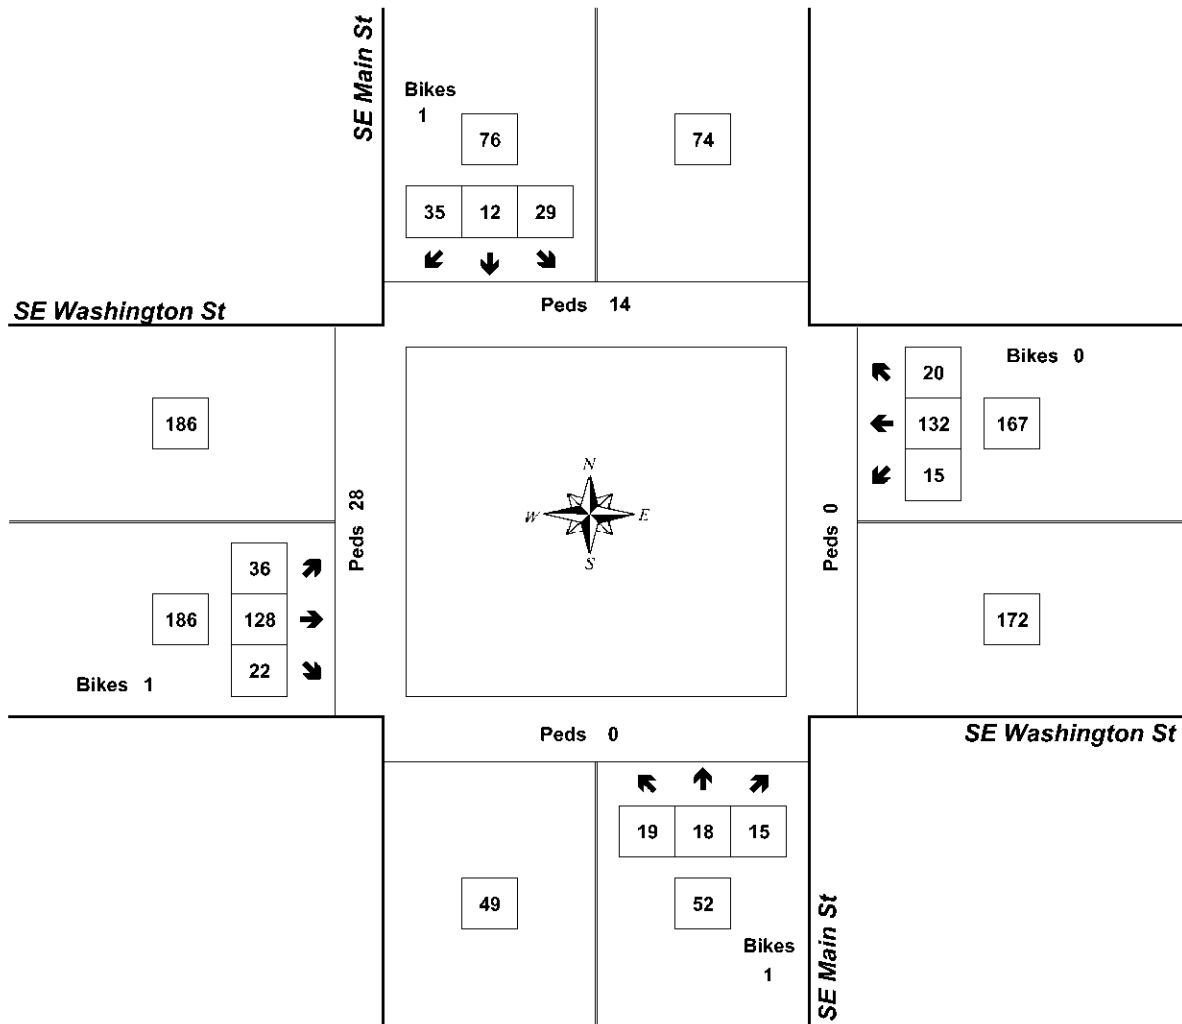 SE Main St
Bikes
1
76
74
35 12 29
SE Washington St
Peds 14
Bikes 0
20
186
132 167
15
N
W E
S
Peds 28
Peds 0
36
186 128
22
172
Bikes 1
Peds 0
SE Washington St
19 18 15
49
52
Bikes
1
SE Main St